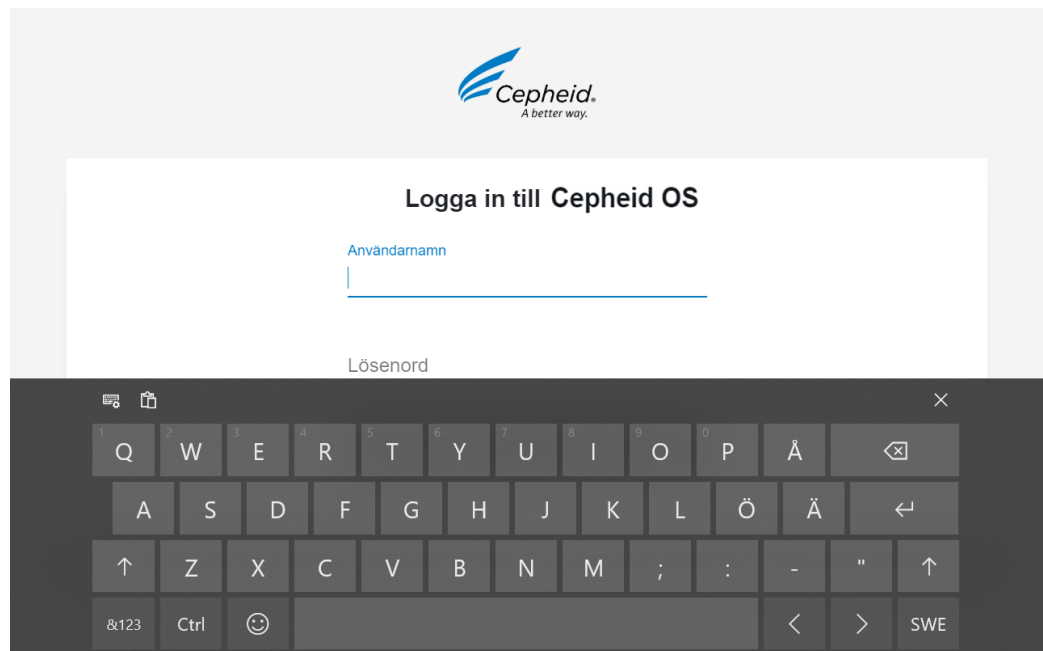 Cepheid®
A better way.
Logga in till Cepheid OS
Användarnamn
Lösenord
1 Q 2 W 3 E 4 R 5 T 6 Y 7 U 8 I 9 O 0 P Å
A S D F G H J K L Ö Ä
Z X C V B N M ; : - "
&123 Ctrl < > SWE